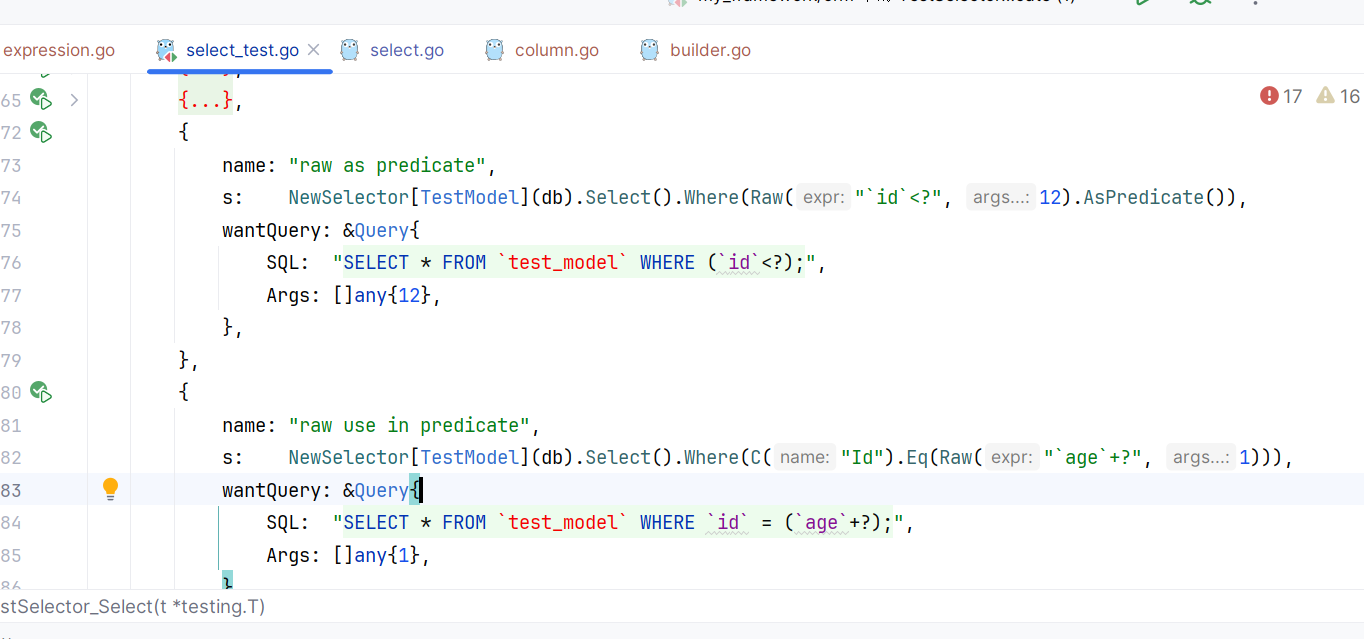 expression.go select_test.go select.go column.go builder.go
65 {...},
17 16
72 {
73 name: "raw as predicate",
74 s: NewSelector[TestModel](db).Select().Where(Raw( expr: "`id`<?", args...: 12).AsPredicate()),
75 wantQuery: &Query{
76 SQL: "SELECT * FROM `test_model` WHERE (`id`<?);",
77 Args: []any{12},
78 },
79 },
80 {
81 name: "raw use in predicate",
82 s: NewSelector[TestModel](db).Select().Where(C( name: "Id").Eq(Raw( expr: "`age`+?", args...: 1))),
83 wantQuery: &Query{
84 SQL: "SELECT * FROM `test_model` WHERE `id` = (`age`+?);",
85 Args: []any{1},
86 }
stSelector_Select(t *testing.T)